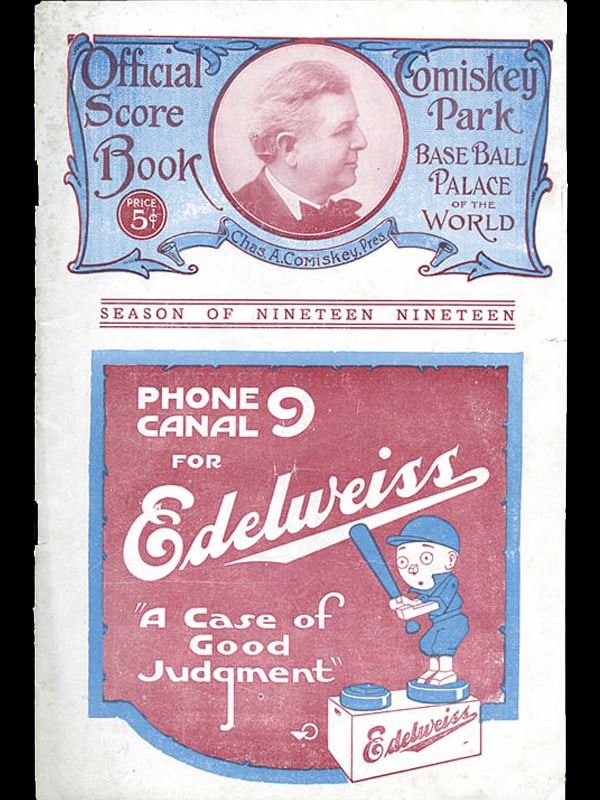 Official
Score
Book
PRICE
5¢
Comiskey
Park
BASE BALL
PALACE
OF THE
WORLD
Chas. A. Comiskey, Pres.
SEASON OF NINETEEN NINETEEN
PHONE
CANAL 9
FOR
Edelweiss
"A Case of
Good
Judgment"
Edelweiss